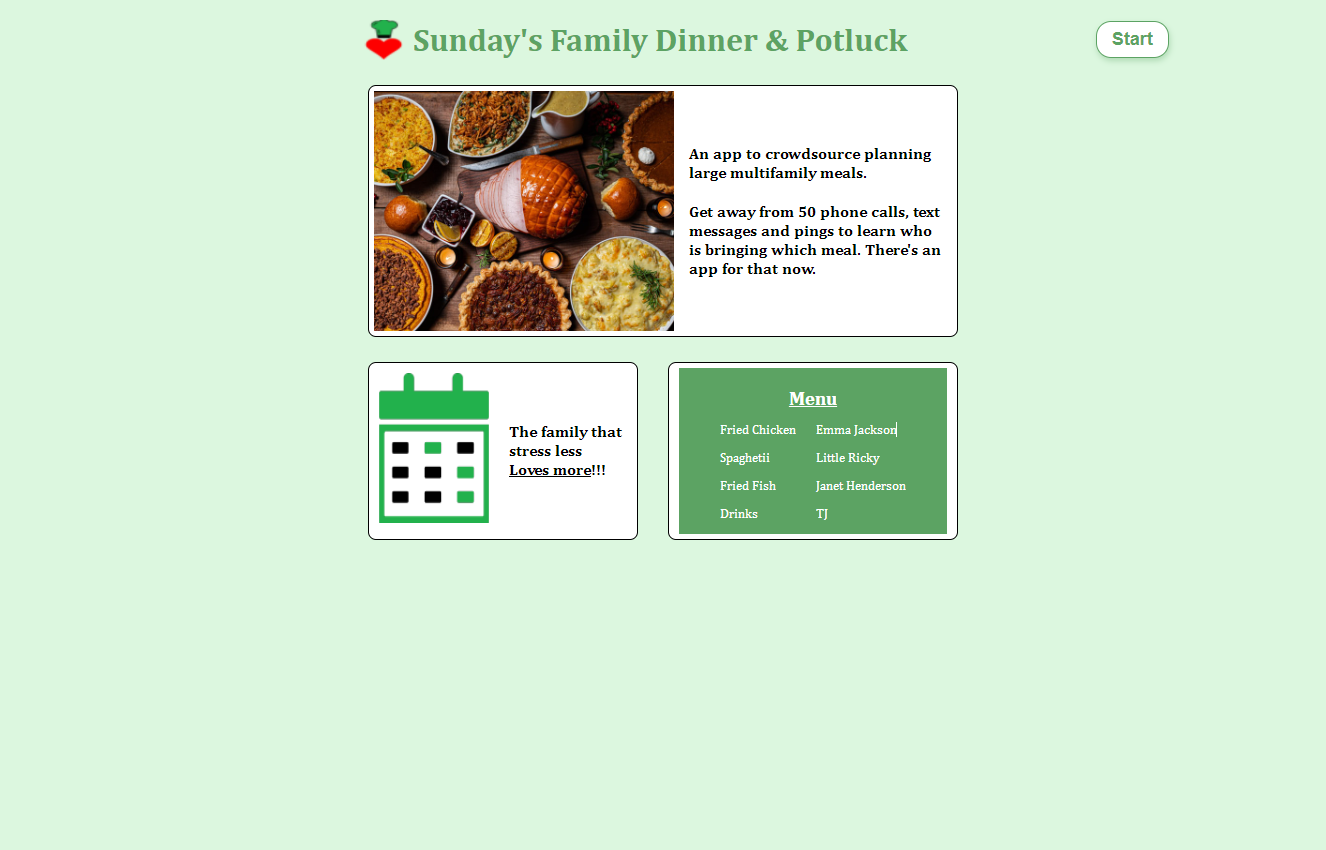 Sunday's Family Dinner & Potluck
Start
An app to crowdsource planning
large multifamily meals.
Get away from 50 phone calls, text
messages and pings to learn who
is bringing which meal. There's an
app for that now.
The family that
stress less
Loves more!!!
Menu
Fried Chicken Emma Jackson
Spaghetii Little Ricky
Fried Fish Janet Henderson
Drinks TJ